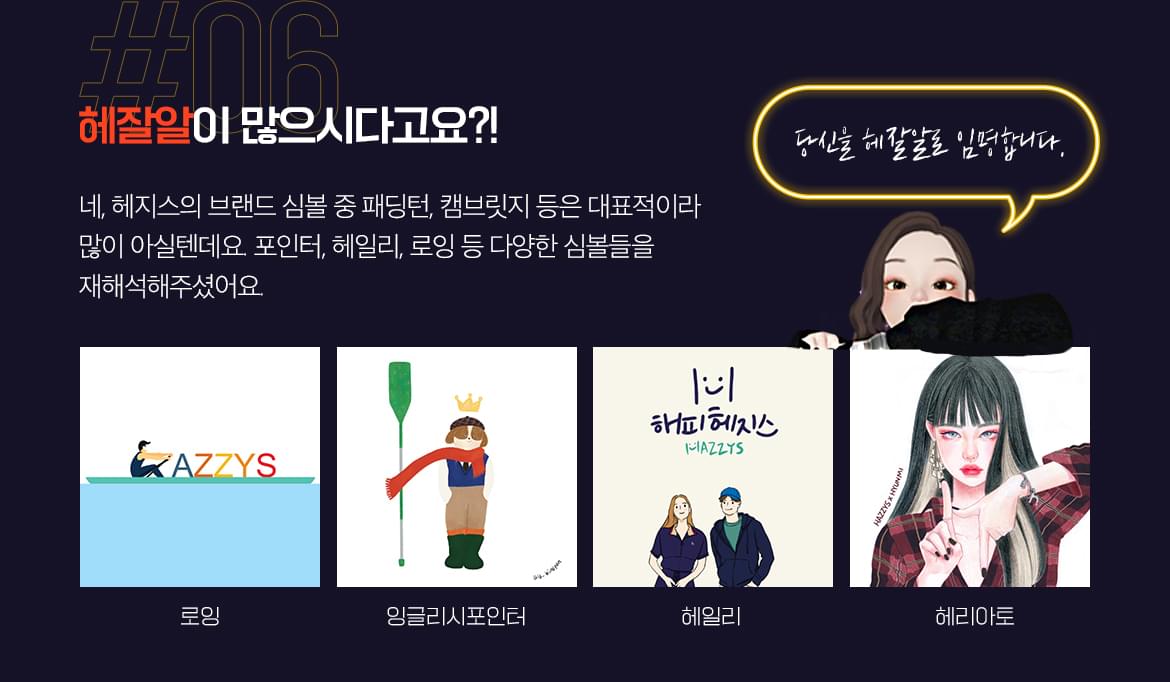 #06
헤잘알이 많으시다고요?!
당신을 헤잘알로 임명합니다.
네, 헤지스의 브랜드 심볼 중 패딩턴, 캠브릿지 등은 대표적이라
많이 아실텐데요. 포인터, 헤일리, 로잉 등 다양한 심볼들을
재해석해주셨어요.
AZZYS
해피헤지스
HAZZYS
HAZZYS x HYUNMI
로잉
잉글리시포인터
헤일리
헤리아토